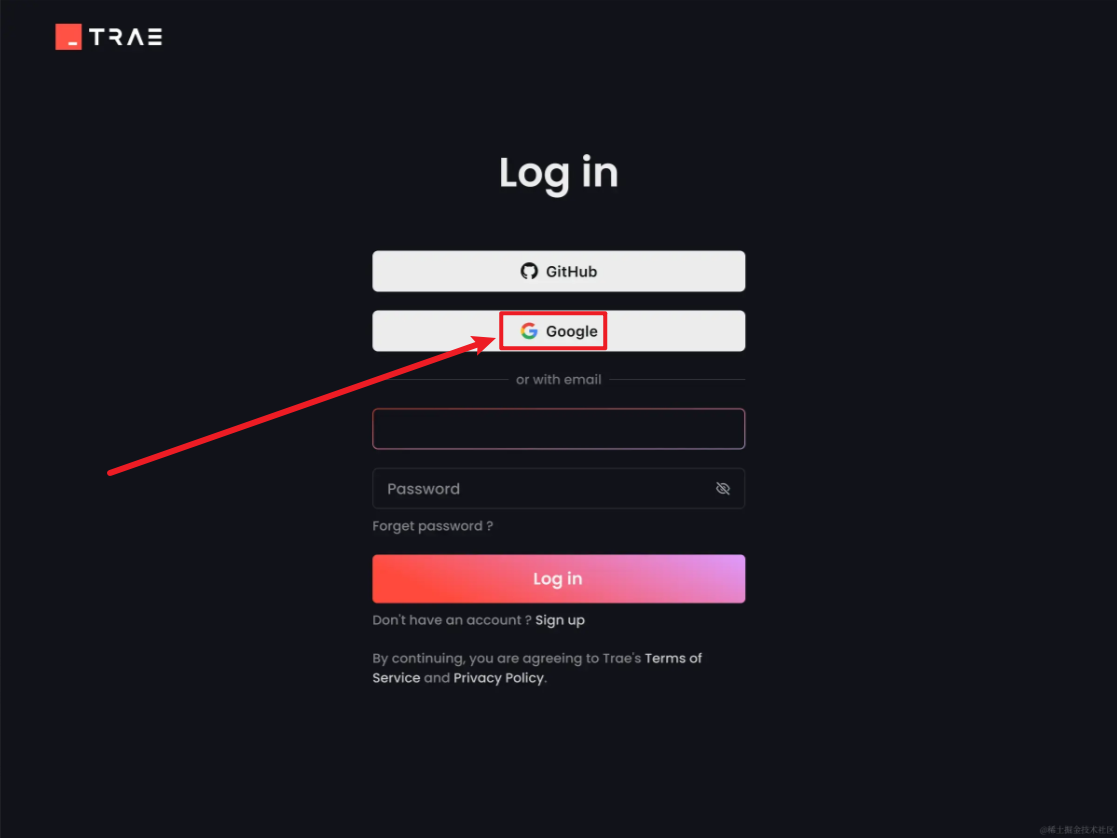 TRAE
Log in
GitHub
Google
or with email
Password
Forget password ?
Log in
Don't have an account ? Sign up
By continuing, you are agreeing to Trae's Terms of
Service and Privacy Policy.
@稀土掘金技术社区